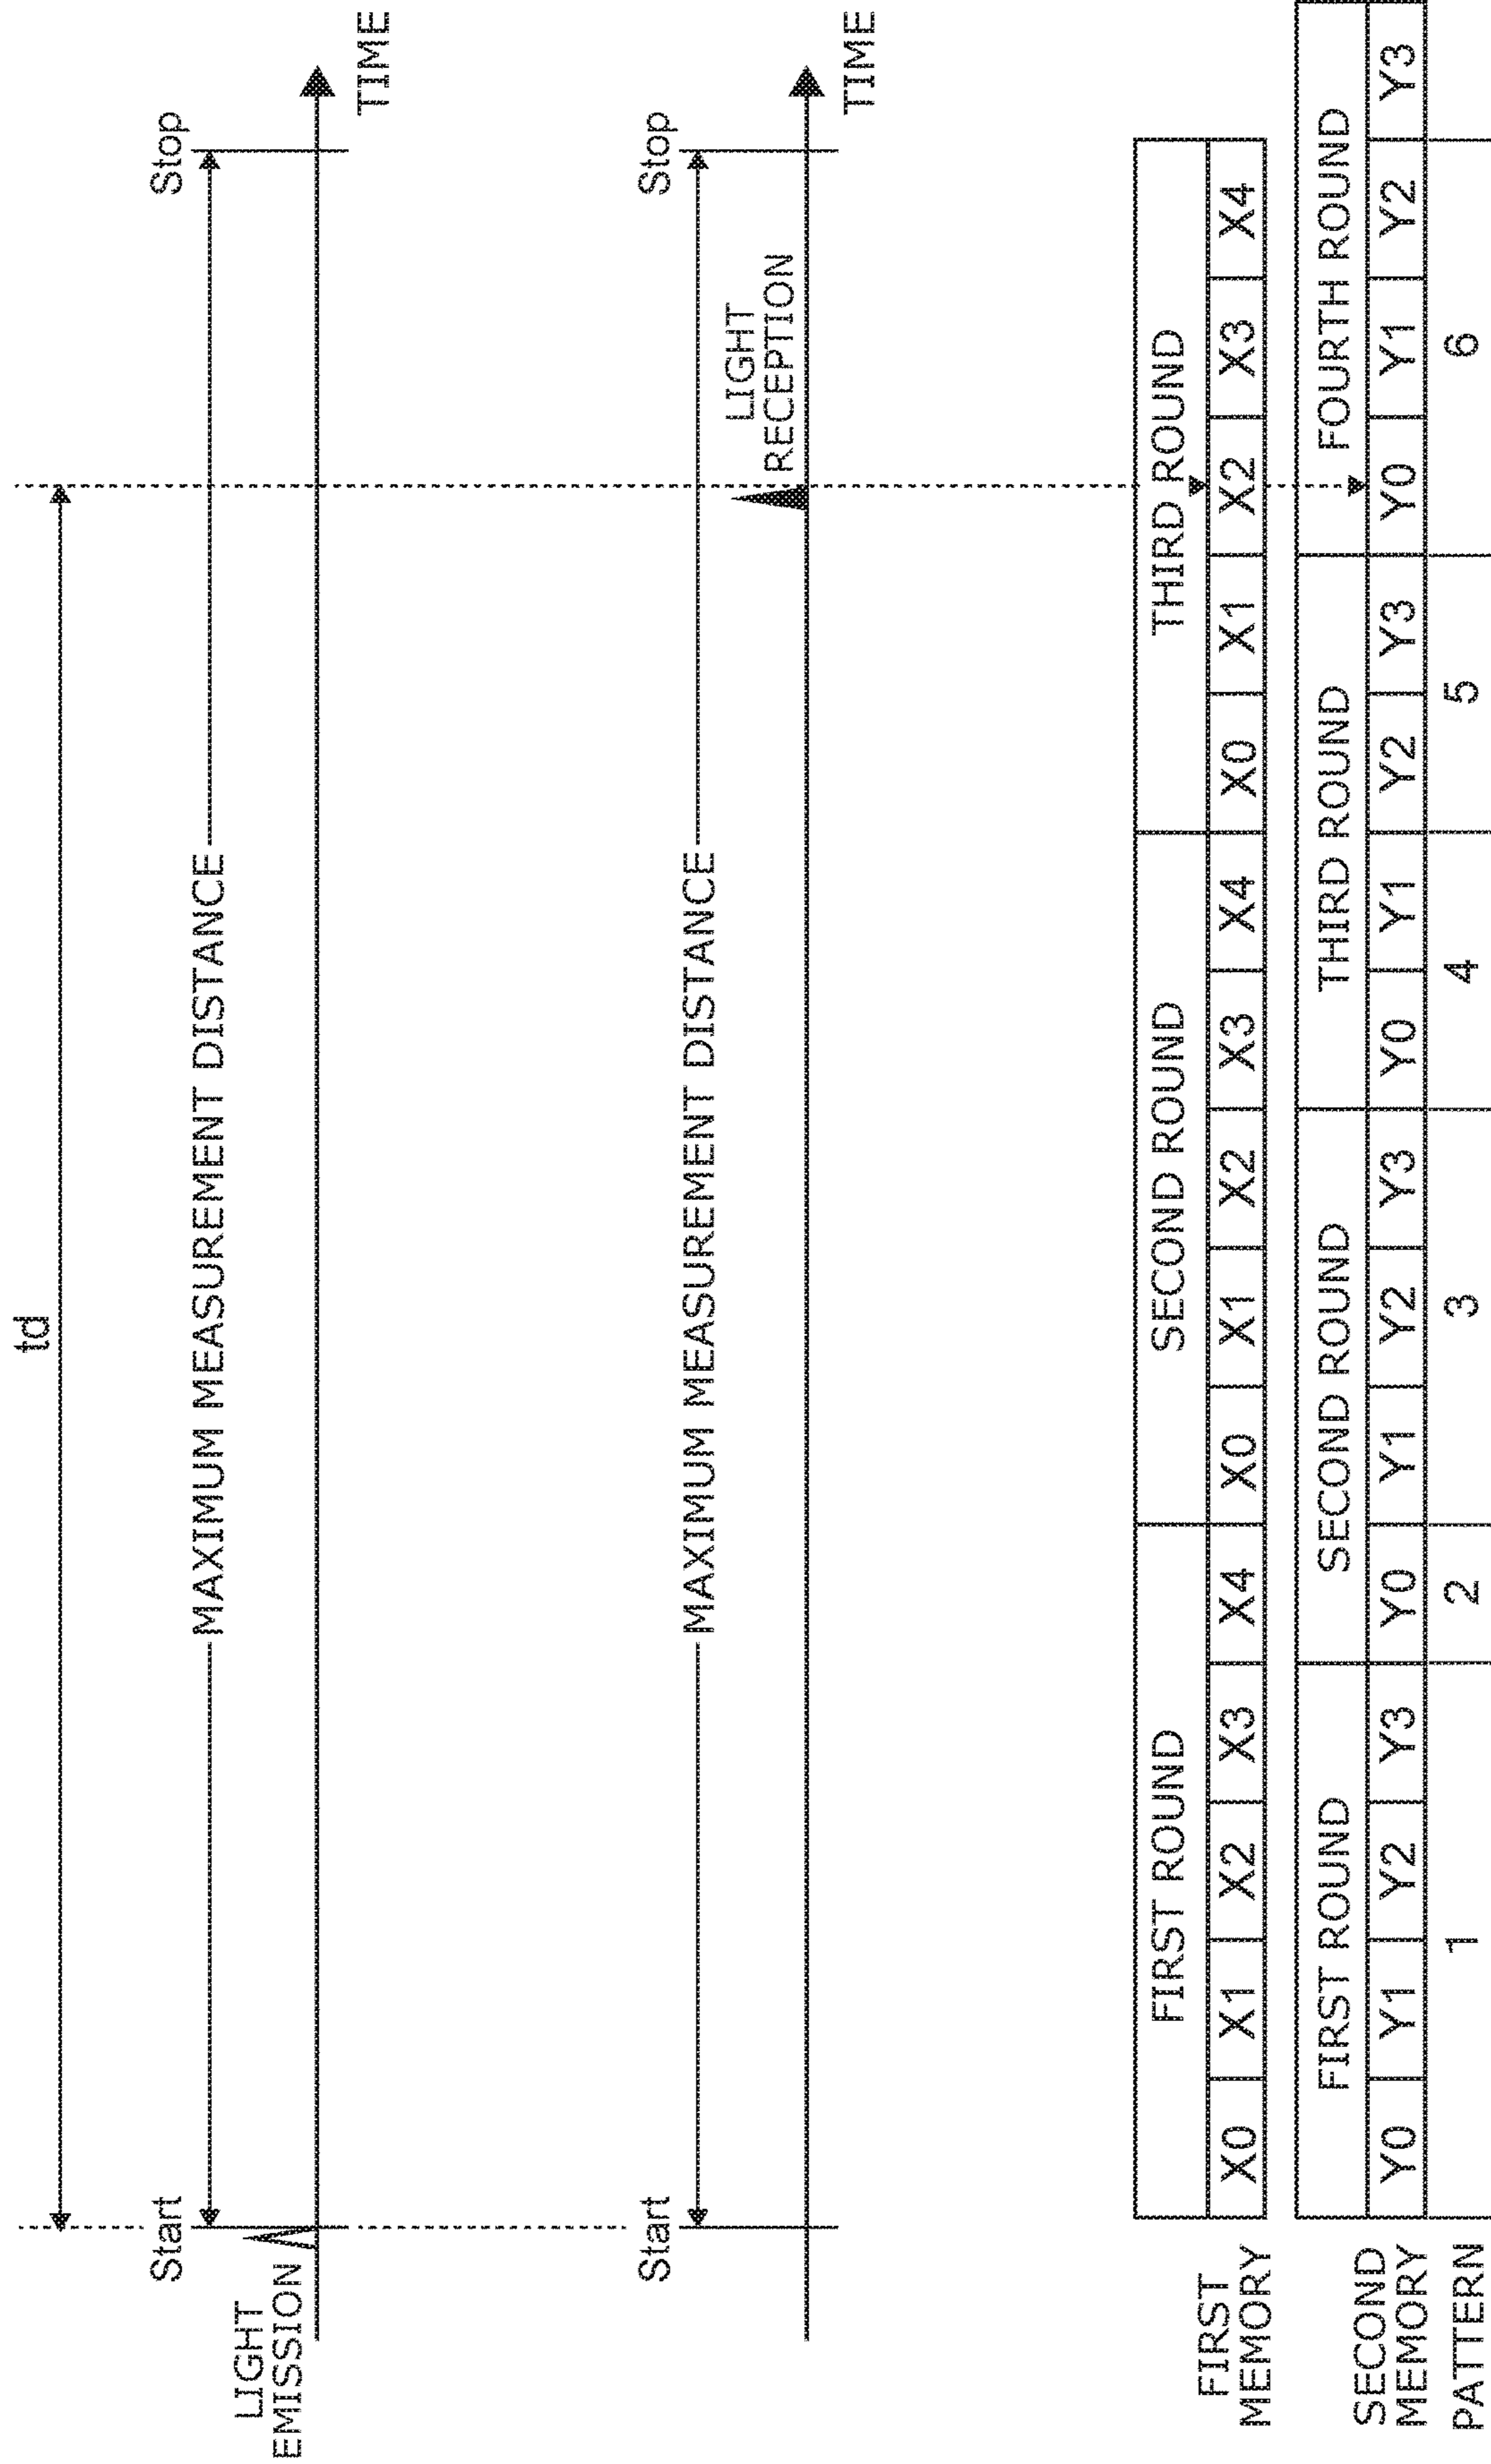 td
Start
MAXIMUM MEASUREMENT DISTANCE
Stop
LIGHT
EMISSION
TIME
Start
MAXIMUM MEASUREMENT DISTANCE
Stop
LIGHT
RECEPTION
TIME
FIRST
MEMORY
FIRST ROUND SECOND ROUND THIRD ROUND
X0 X1 X2 X3 X4 X0 X1 X2 X3 X4 X0 X1 X2 X3 X4
SECOND
MEMORY
FIRST ROUND SECOND ROUND THIRD ROUND FOURTH ROUND
Y0 Y1 Y2 Y3 Y0 Y1 Y2 Y3 Y0 Y1 Y2 Y3 Y0 Y1 Y2 Y3
PATTERN 1 2 3 4 5 6